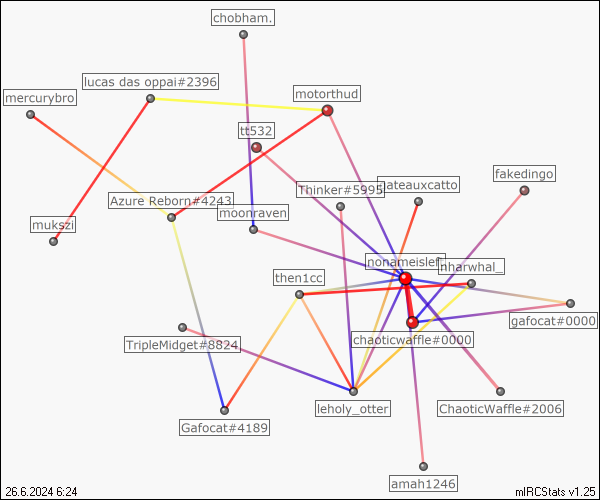 chobham.
lucas das oppai#2396
mercurybro
motorthud
tt532
fakedingo
Thinker#5995
lateauxcatto
Azure Reborn#4243
moonraven
mukszi
nonameisleft
nharwhal_
then1cc
gafocat#0000
TripleMidget#8824
chaoticwaffle#0000
Gafocat#4189
leholy_otter
ChaoticWaffle#2006
amah1246
26.6.2024 6:24
mIRCStats v1.25